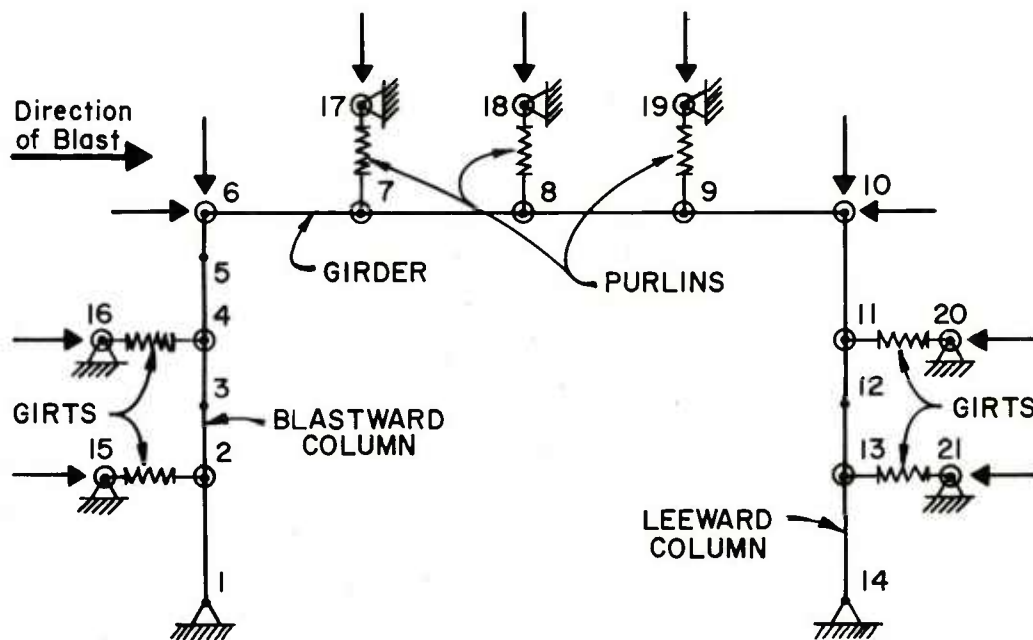 Direction
of Blast
17
18
19
6
7
8
9
10
GIRDER
PURLINS
5
16
4
11
20
3
12
GIRTS
BLASTWARD
COLUMN
GIRTS
15
2
13
21
LEEWARD
COLUMN
1
14